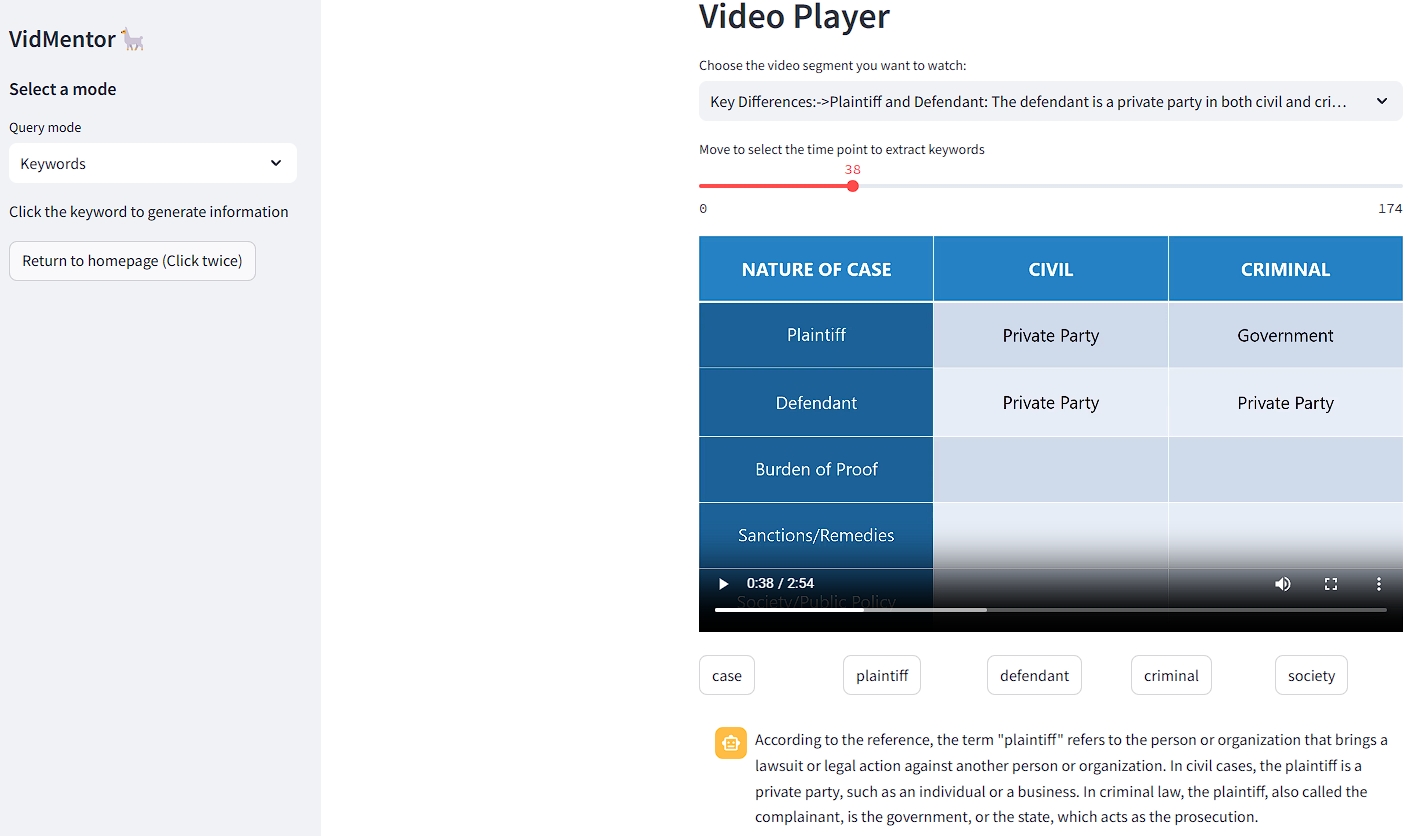 VidMentor
Select a mode
Query mode
Keywords
Click the keyword to generate information
Return to homepage (Click twice)
Video Player
Choose the video segment you want to watch:
Key Differences:->Plaintiff and Defendant: The defendant is a private party in both civil and cri...
Move to select the time point to extract keywords
38
0 174
NATURE OF CASE CIVIL CRIMINAL
Plaintiff Private Party Government
Defendant Private Party Private Party
Burden of Proof
Sanctions/Remedies
0:38 / 2:54
Society/Public Policy
case plaintiff defendant criminal society
According to the reference, the term "plaintiff" refers to the person or organization that brings a
lawsuit or legal action against another person or organization. In civil cases, the plaintiff is a
private party, such as an individual or a business. In criminal law, the plaintiff, also called the
complainant, is the government, or the state, which acts as the prosecution.